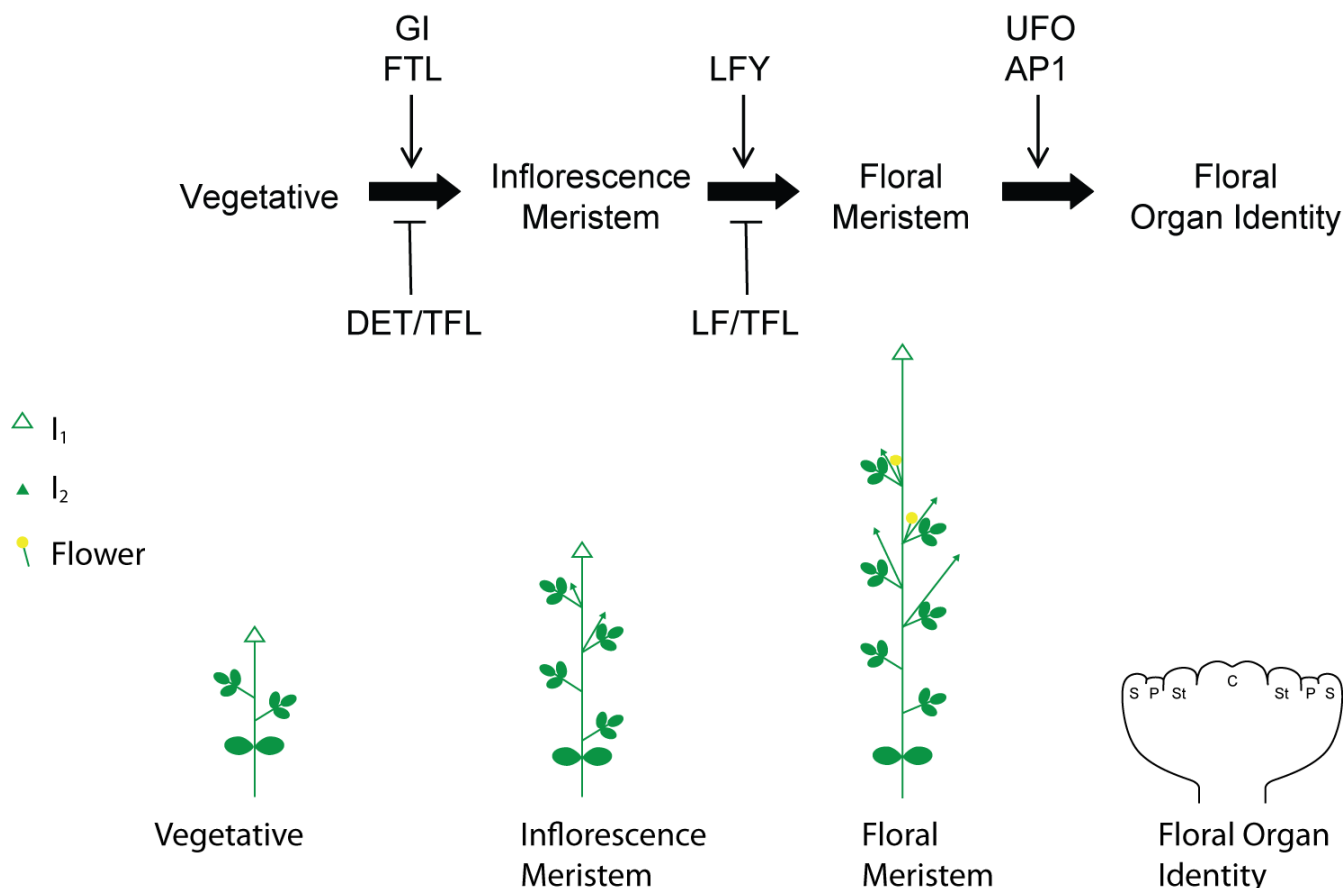 GI
FTL
LFY
UFO
AP1
Vegetative
Inflorescence
Meristem
Floral
Meristem
Floral
Organ Identity
DET/TFL
LF/TFL
I₁
I₂
Flower
S P St C St P S
Vegetative
Inflorescence
Meristem
Floral
Meristem
Floral Organ
Identity